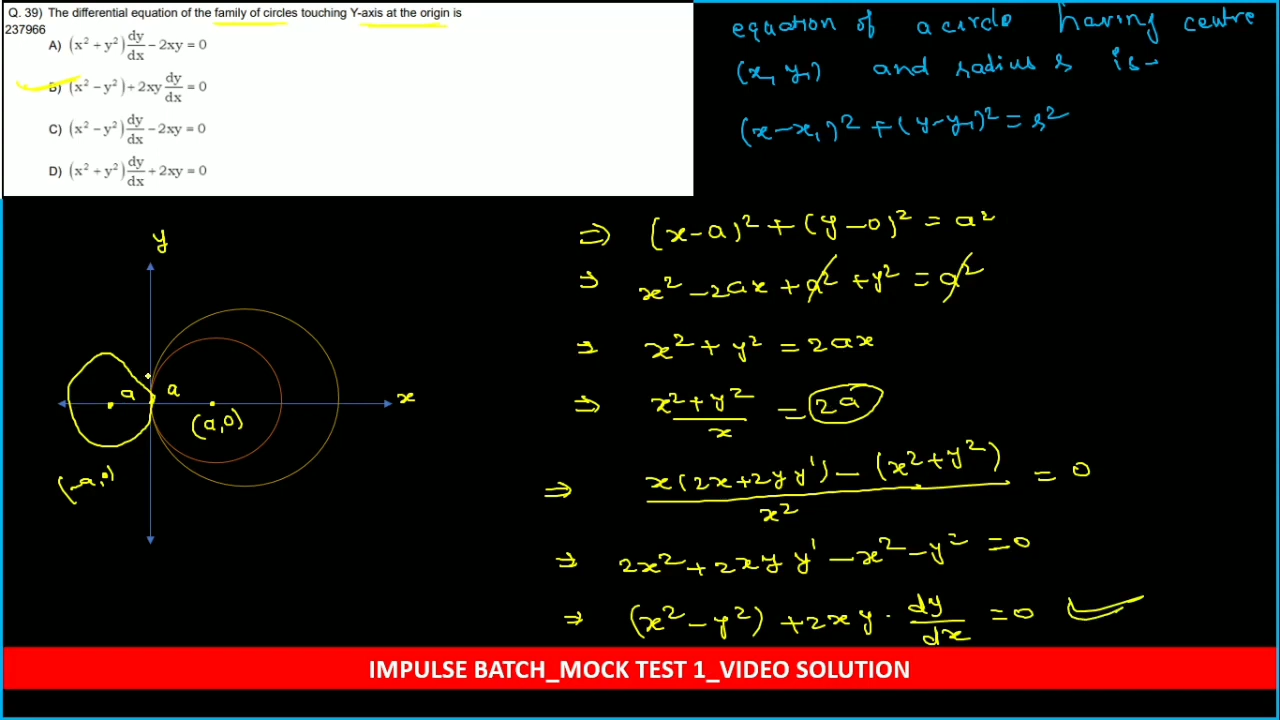 Q. 39) The differential equation of the family of circles touching Y-axis at the origin is
237966
A) (x² + y²) dy/dx − 2xy = 0
B) (x² − y²) + 2xy dy/dx = 0
C) (x² − y²) dy/dx − 2xy = 0
D) (x² + y²) dy/dx + 2xy = 0
equation of a circle having centre
(x₁ y₁) and radius r is-
(x-x₁)² + (y-y₁)² = r²
⇒ (x-a)² + (y-0)² = a²
⇒ x² - 2ax + a² + y² = a²
⇒ x² + y² = 2ax
⇒ (x² + y²)/x = 2a
⇒ (x(2x+2y y') - (x²+y²))/x² = 0
⇒ 2x² + 2xy y' - x² - y² = 0
⇒ (x² - y²) + 2xy · dy/dx = 0
y
a a
x
(a,0)
(-a,0)
IMPULSE BATCH_MOCK TEST 1_VIDEO SOLUTION